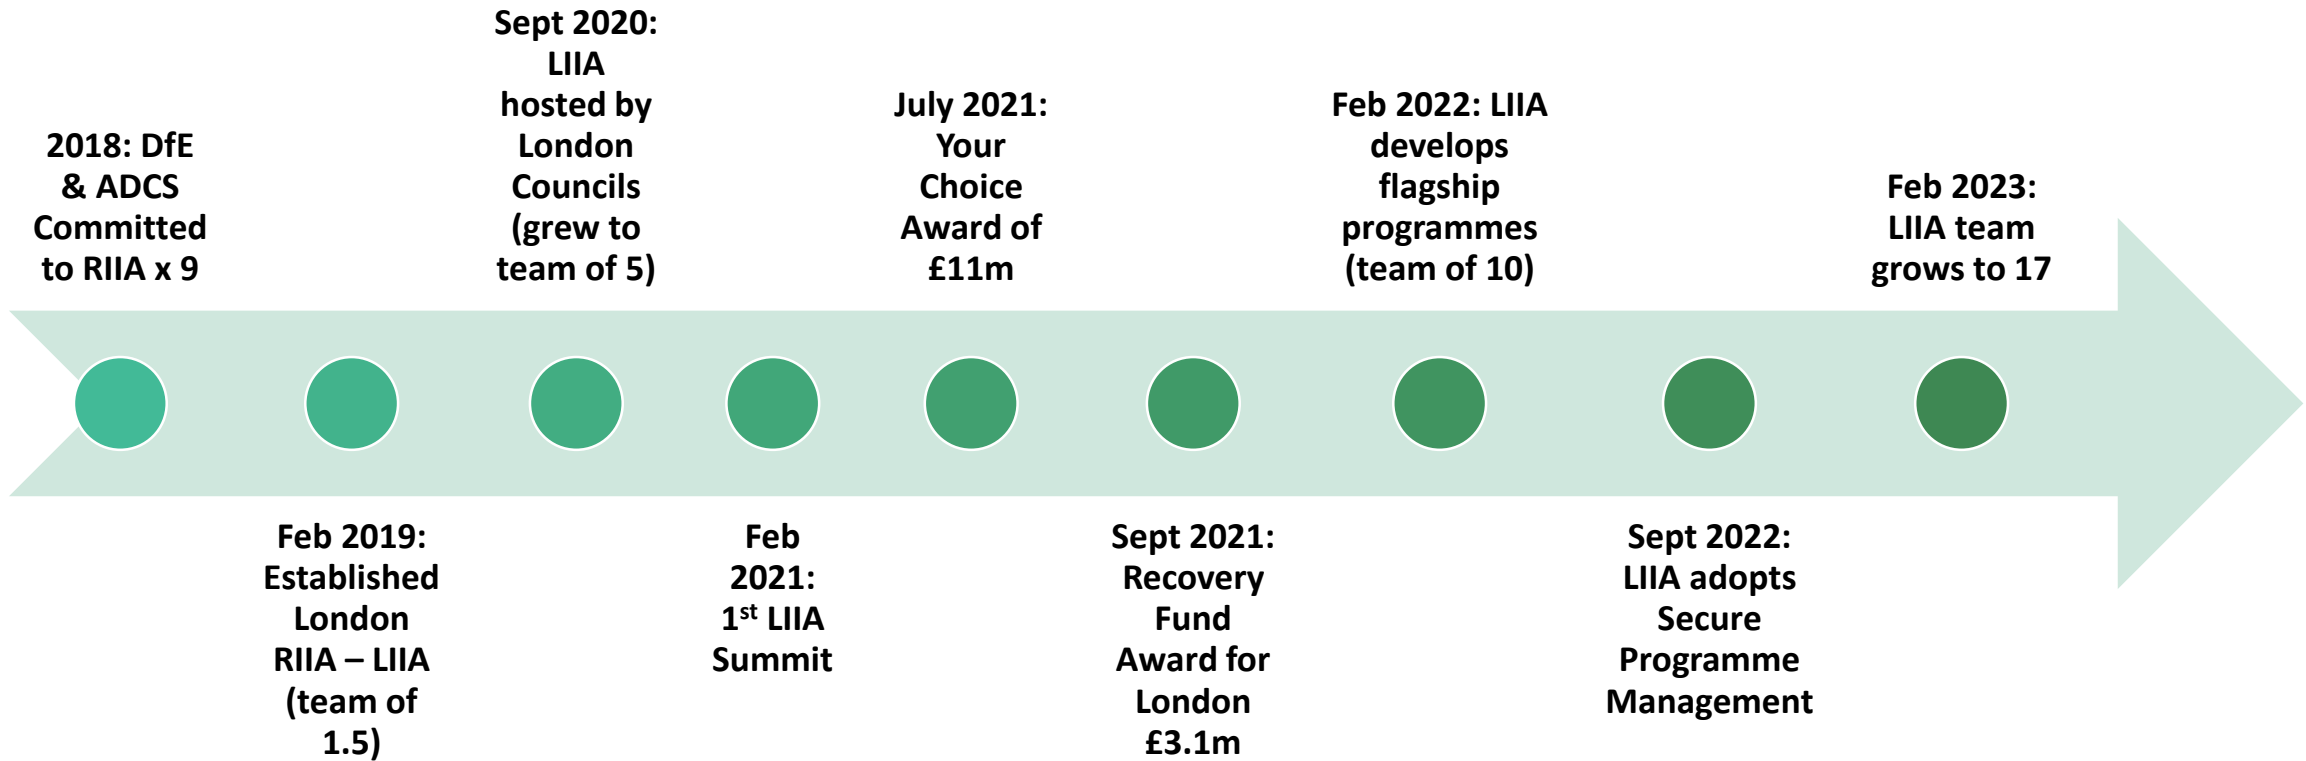 2018: DfE
& ADCS
Committed
to RIIA x 9
Feb 2019:
Established
London
RIIA – LIIA
(team of
1.5)
Sept 2020:
LIIA
hosted by
London
Councils
(grew to
team of 5)
Feb
2021:
1st LIIA
Summit
July 2021:
Your
Choice
Award of
£11m
Sept 2021:
Recovery
Fund
Award for
London
£3.1m
Feb 2022: LIIA
develops
flagship
programmes
(team of 10)
Sept 2022:
LIIA adopts
Secure
Programme
Management
Feb 2023:
LIIA team
grows to 17